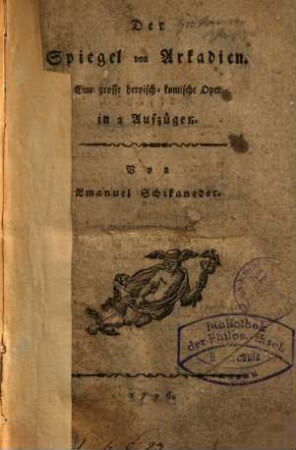 Der
Spiegel von Arkadien.
Eine grosse heroisch-komische Oper
in 2 Aufzügen.
Von
Emanuel Schikaneder.
Bibliothek
der Philos.
1796.